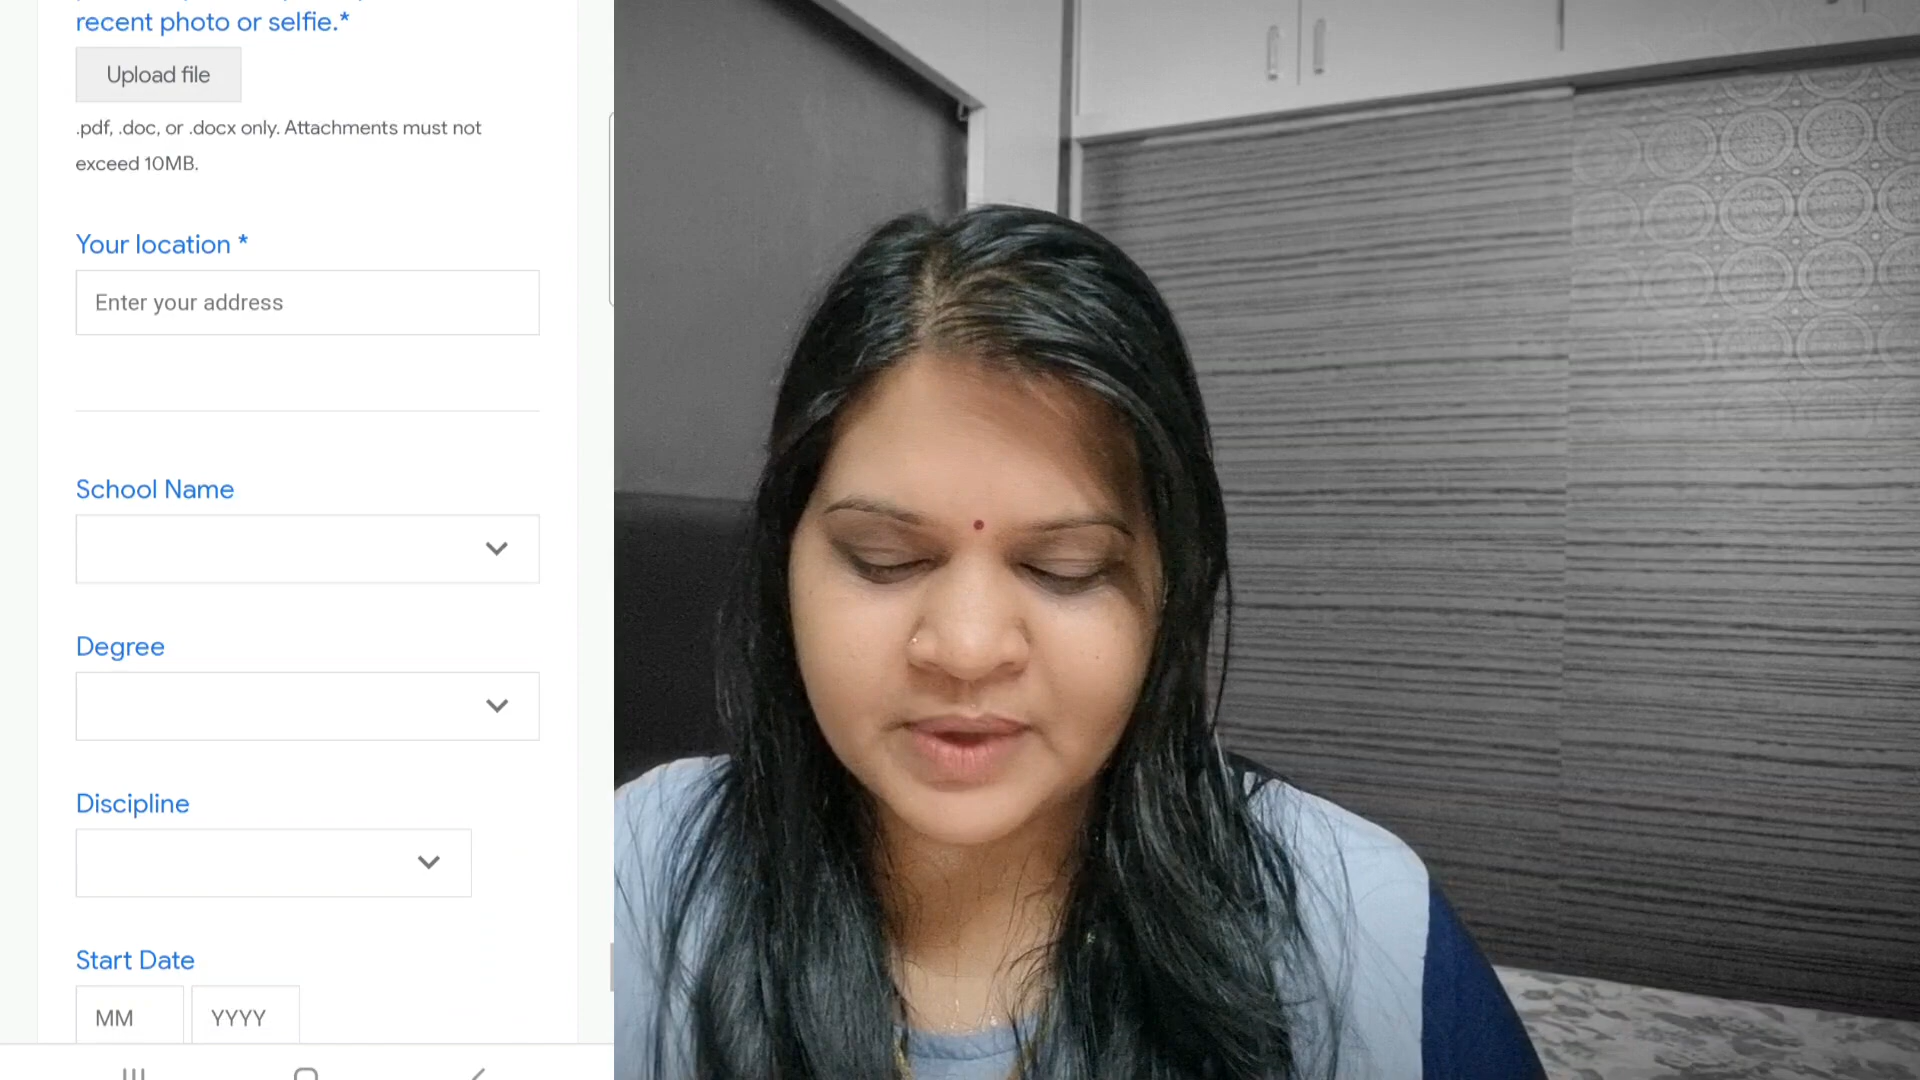 recent photo or selfie.*
Upload file
.pdf, .doc, or .docx only. Attachments must not
exceed 10MB.
Your location *
Enter your address
School Name
Degree
Discipline
Start Date
MM YYYY